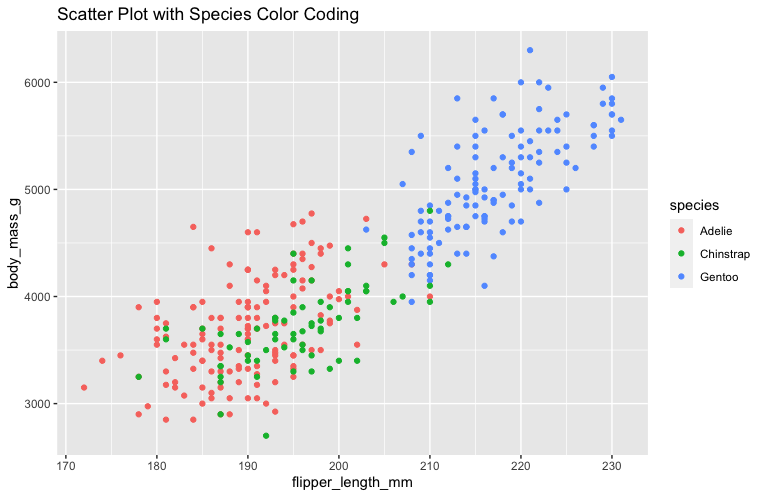 Scatter Plot with Species Color Coding
body_mass_g
6000
5000
4000
3000
170 180 190 200 210 220 230
flipper_length_mm
species
Adelie
Chinstrap
Gentoo